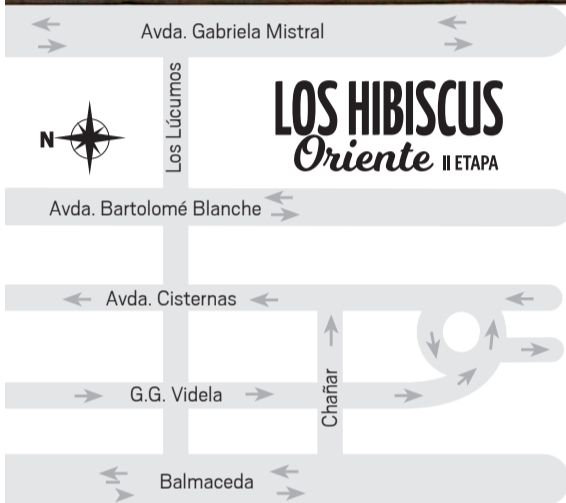 Avda. Gabriela Mistral
Los Lúcumos
LOS HIBISCUS
Oriente II ETAPA
N
Avda. Bartolomé Blanche
Avda. Cisternas
G.G. Videla
Chañar
Balmaceda